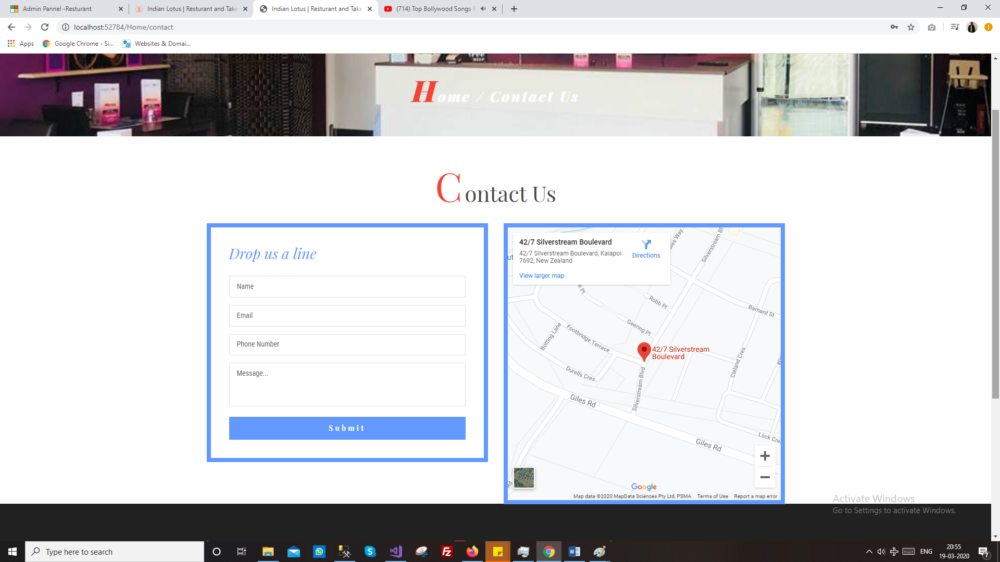 Admin Pannel -Resturant
Indian Lotus | Resturant and Take
Indian Lotus | Resturant and Take
(714) Top Bollywood Songs
localhost:52784/Home/contact
Apps
Google Chrome - Si...
Websites & Domai...
Home / Contact Us
Contact Us
Drop us a line
Name
Email
Phone Number
Message...
Submit
42/7 Silverstream Boulevard
42/7 Silverstream Boulevard, Kaiapoi
7692, New Zealand
Directions
View larger map
Silverstream Bl
Robb Pl
Barnard St
Geering Pl
Footbridge Terrace
Botting Lane
42/7 Silverstream
Boulevard
Durells Cres
Cleland Cres
Silverstream Blvd
Giles Rd
Lock Cres
Giles Rd
Google
Map data ©2020 MapData Sciences Pty Ltd, PSMA
Terms of Use
Report a map error
Activate Windows
Go to Settings to activate Windows.
Type here to search
ENG
20:55
19-03-2020
7